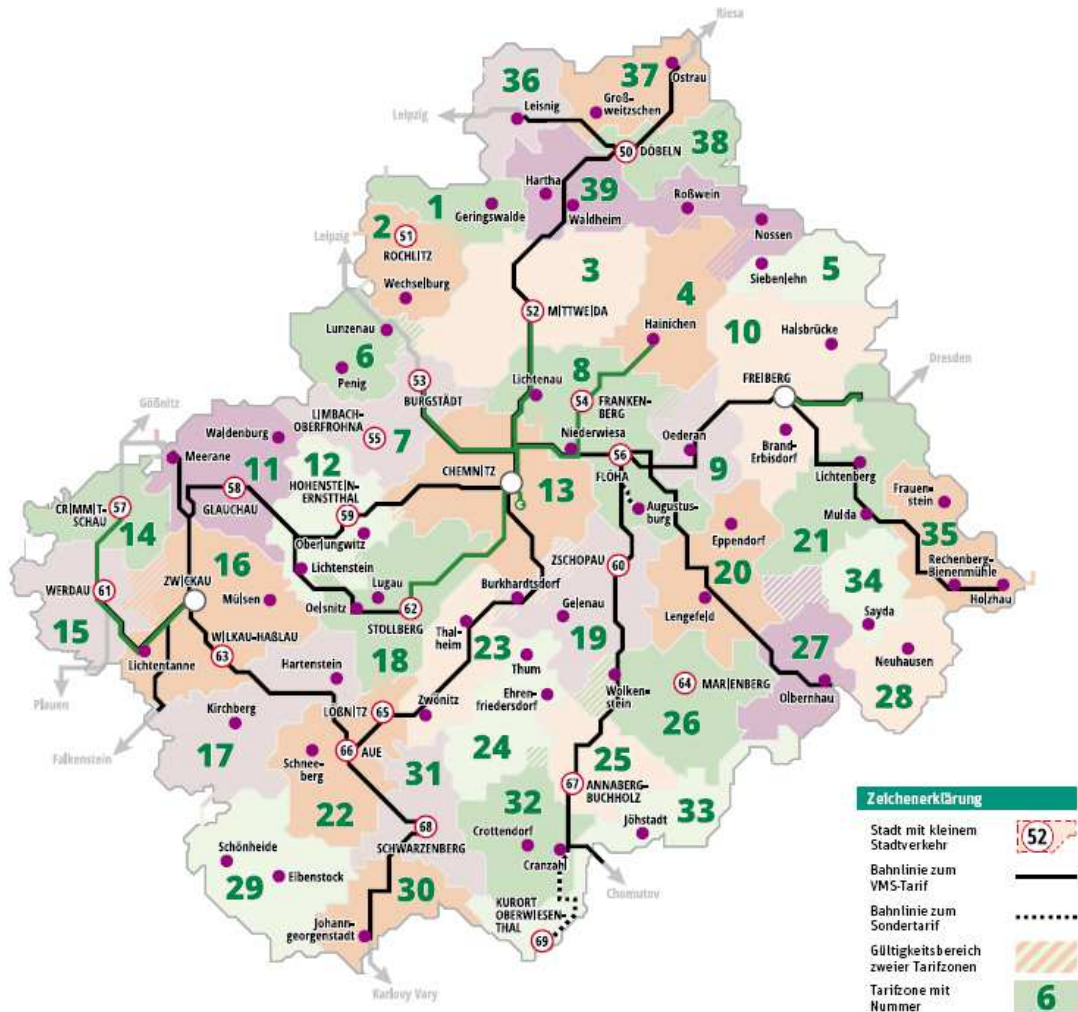 Riesa
37
36
Ostrau
Groß-
weitzschen
Leisnig
Leipzig
38
50
DÖBELN
Hartha
39
Roßwein
1
Geringswalde
Waldheim
2
51
ROCHLITZ
Nossen
Leipzig
3
5
Siebenlehn
Wechselburg
4
52
MITTWEIDA
10
Lunzenau
Hainichen
Halsbrücke
6
8
Dresden
Penig
53
BURGSTÄDT
Lichtenau
FREIBERG
54
FRANKEN-
BERG
Gößnitz
LIMBACH-
OBERFROHNA
55
7
Waldenburg
Niederwiesa
Oederan
Brand-
Erbisdorf
Meerane
11
12
56
FLÖHA
9
CHEMNITZ
Lichtenberg
HOHENSTEIN-
ERNSTTHAL
13
58
GLAUCHAU
Frauen-
stein
57
CRIMMIT-
SCHAU
59
Augustus-
burg
Mulda
14
Oberlungwitz
Eppendorf
21
35
16
ZSCHOPAU
60
Rechenberg-
Bienenmühle
Lichtenstein
20
34
ZWICKAU
Burkhardtsdorf
WERDAU
61
Lugau
Holzhau
Mülsen
Gelenau
Lengefeld
Oelsnitz
62
STOLLBERG
Sayda
15
Thal-
heim
23
19
27
WILKAU-HAßLAU
63
18
Lichtentanne
Neuhausen
Hartenstein
Thum
64
MARIENBERG
Wolken-
stein
Olbernhau
28
Plauen
Ehren-
friedersdorf
Kirchberg
LÖßNITZ
65
Zwönitz
26
Falkenstein
17
66
AUE
24
25
Schnee-
berg
31
67
ANNABERG-
BUCHHOLZ
22
32
33
Jöhstadt
68
SCHWARZENBERG
Crottendorf
Schönheide
Cranzahl
29
Eibenstock
30
Chomutov
KURORT
OBERWIESEN-
THAL
69
Johann-
georgenstadt
Karlovy Vary
Zeichenerklärung
Stadt mit kleinem
Stadtverkehr
52
Bahnlinie zum
VMS-Tarif
Bahnlinie zum
Sondertarif
Gültigkeitsbereich
zweier Tarifzonen
Tarifzone mit
Nummer
6